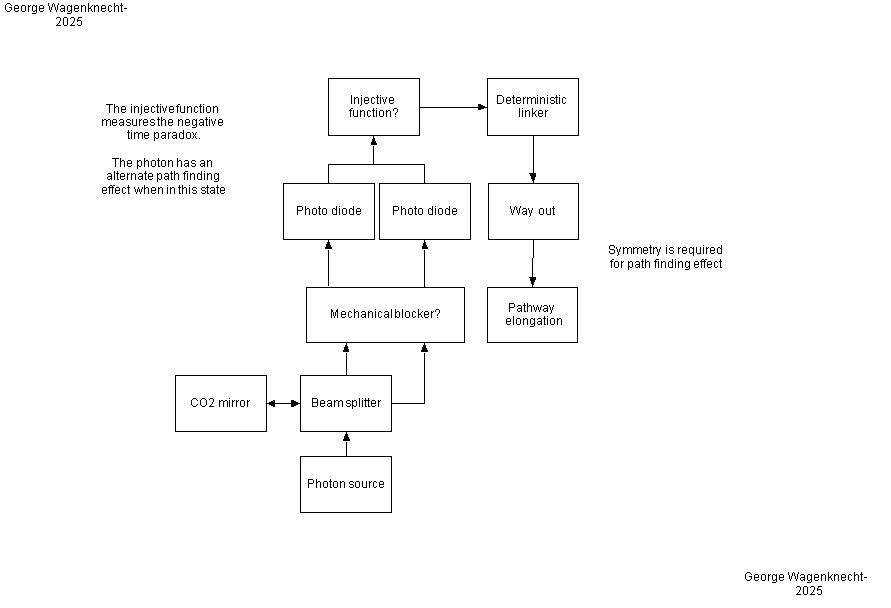 George Wagenknecht-
2025
Injective
function?
Deterministic
linker
The injective function
measures the negative
time paradox.
The photon has an
alternate path finding
effect when in this state
Photo diode
Photo diode
Way out
Symmetry is required
for path finding effect
Mechanical blocker?
Pathway
elongation
CO2 mirror
Beam splitter
Photon source
George Wagenknecht-
2025